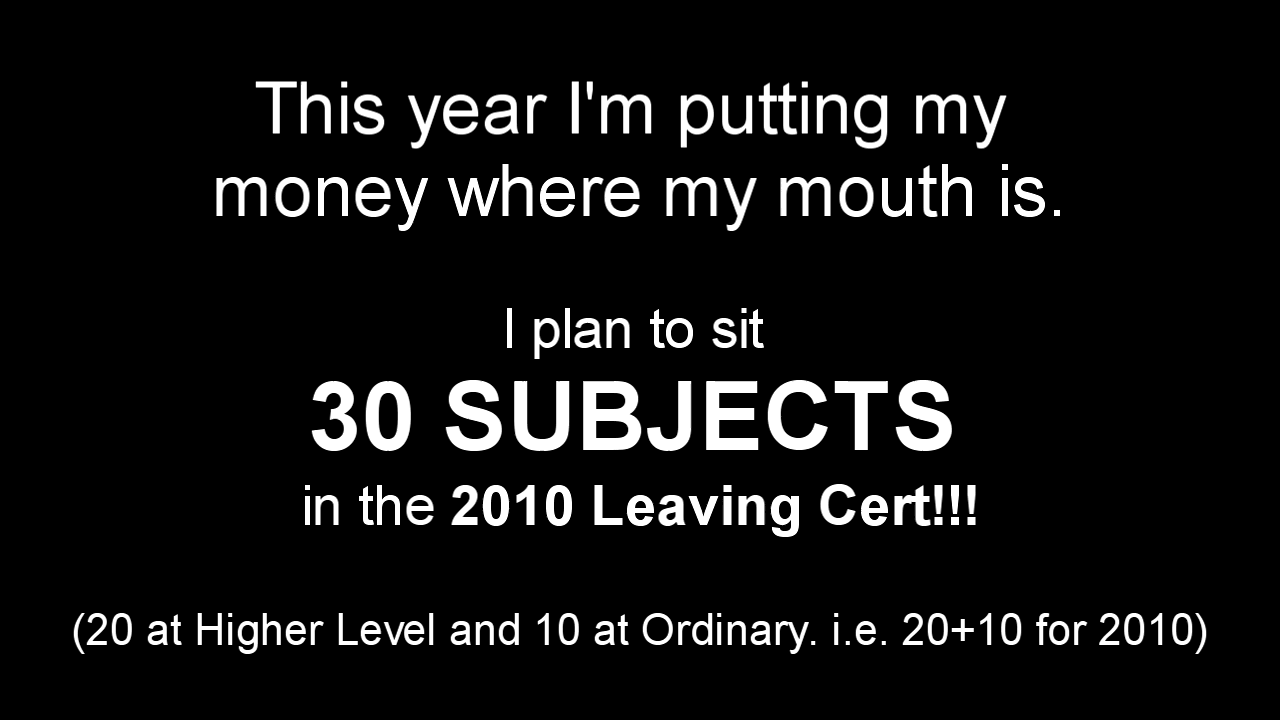 This year I'm putting my
money where my mouth is.
I plan to sit
30 SUBJECTS
in the 2010 Leaving Cert!!!
(20 at Higher Level and 10 at Ordinary. i.e. 20+10 for 2010)